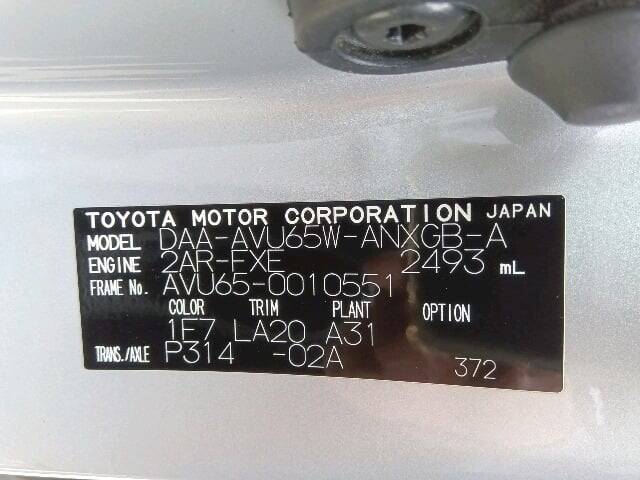 TOYOTA MOTOR CORPORATION JAPAN
MODEL DAA-AVU65W-ANXGB-A
ENGINE 2AR-FXE 2493 mL
FRAME No. AVU65-0010551
COLOR TRIM PLANT OPTION
1F7 LA20 A31
TRANS./AXLE P314 -02A
372